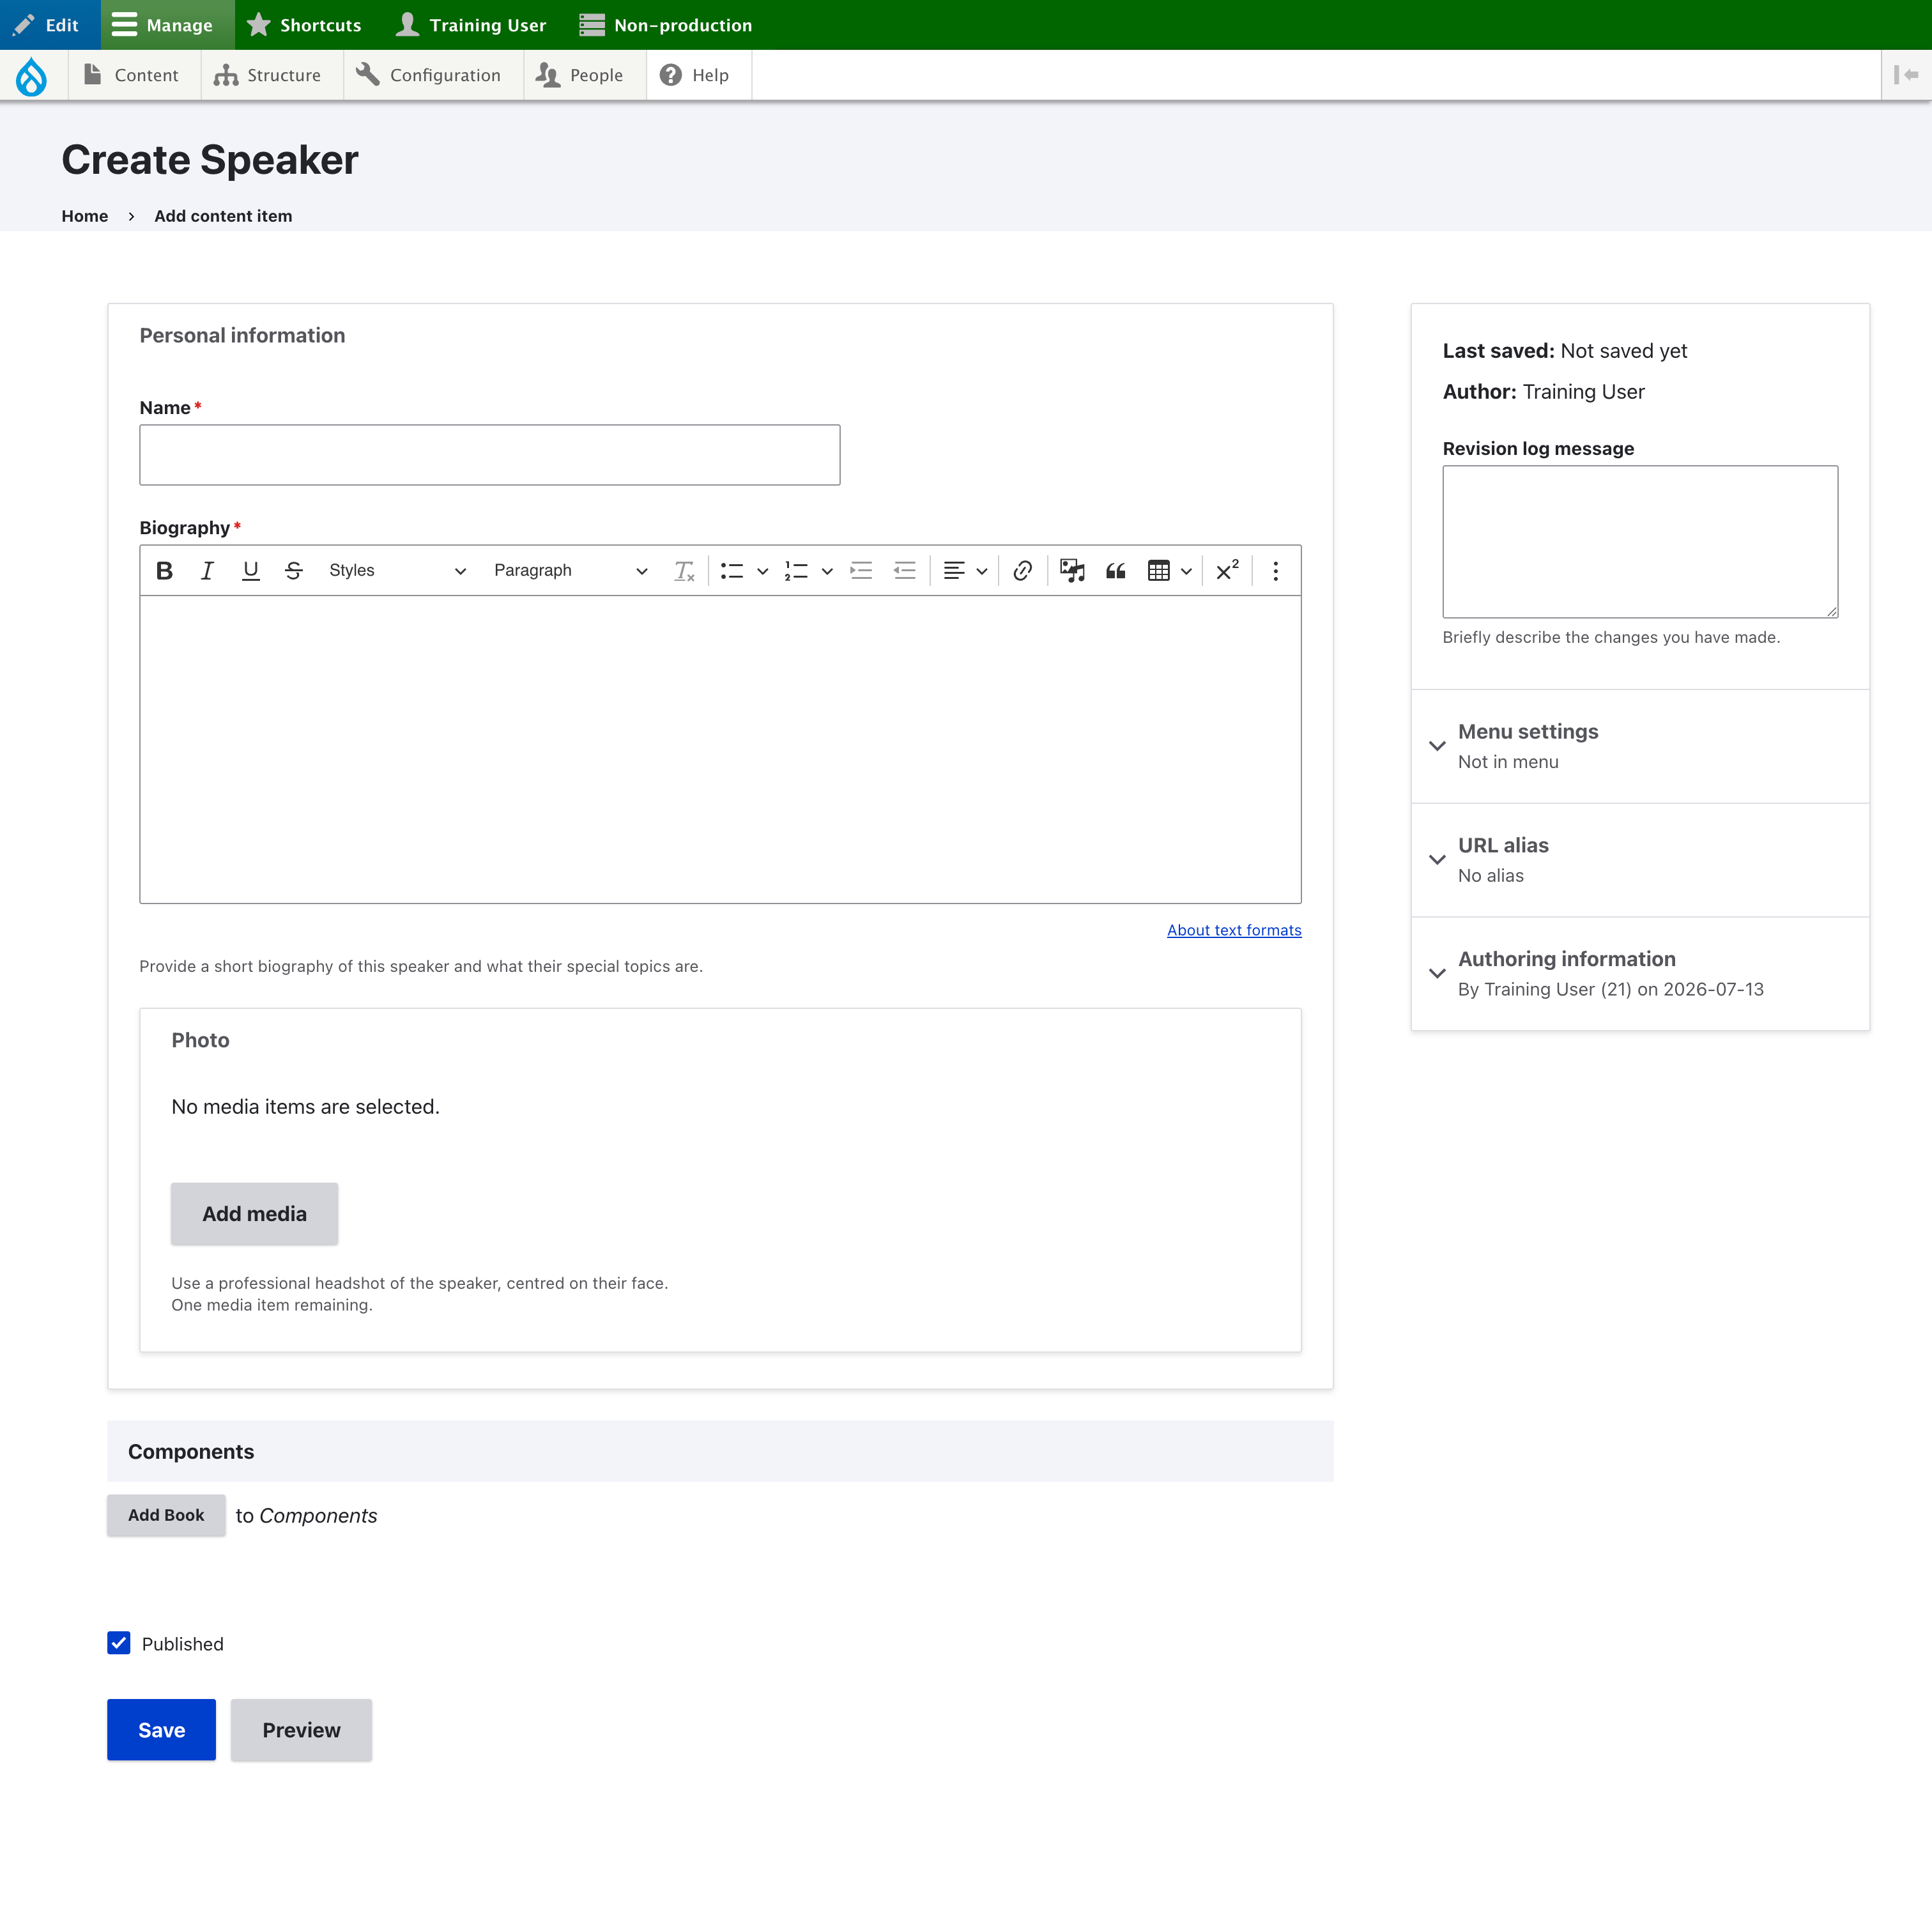 Edit Manage Shortcuts Training User Non-production
Content Structure Configuration People Help
Create Speaker
Home › Add content item
Personal information
Name *
Biography *
B I U S Styles Paragraph
About text formats
Provide a short biography of this speaker and what their special topics are.
Photo
No media items are selected.
Add media
Use a professional headshot of the speaker, centred on their face.
One media item remaining.
Components
Add Book to Components
Published
Save Preview
Last saved: Not saved yet
Author: Training User
Revision log message
Briefly describe the changes you have made.
Menu settings
Not in menu
URL alias
No alias
Authoring information
By Training User (21) on 2026-07-13